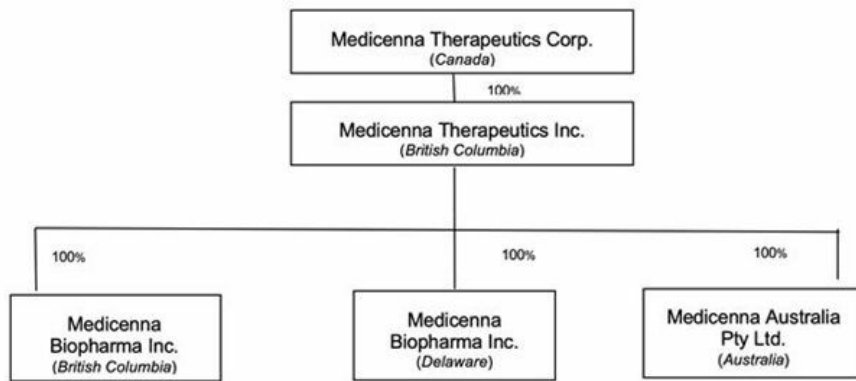 Medicenna Therapeutics Corp.
(Canada)
100%
Medicenna Therapeutics Inc.
(British Columbia)
100%
100%
100%
Medicenna
Biopharma Inc.
(British Columbia)
Medicenna
Biopharma Inc.
(Delaware)
Medicenna Australia
Pty Ltd.
(Australia)